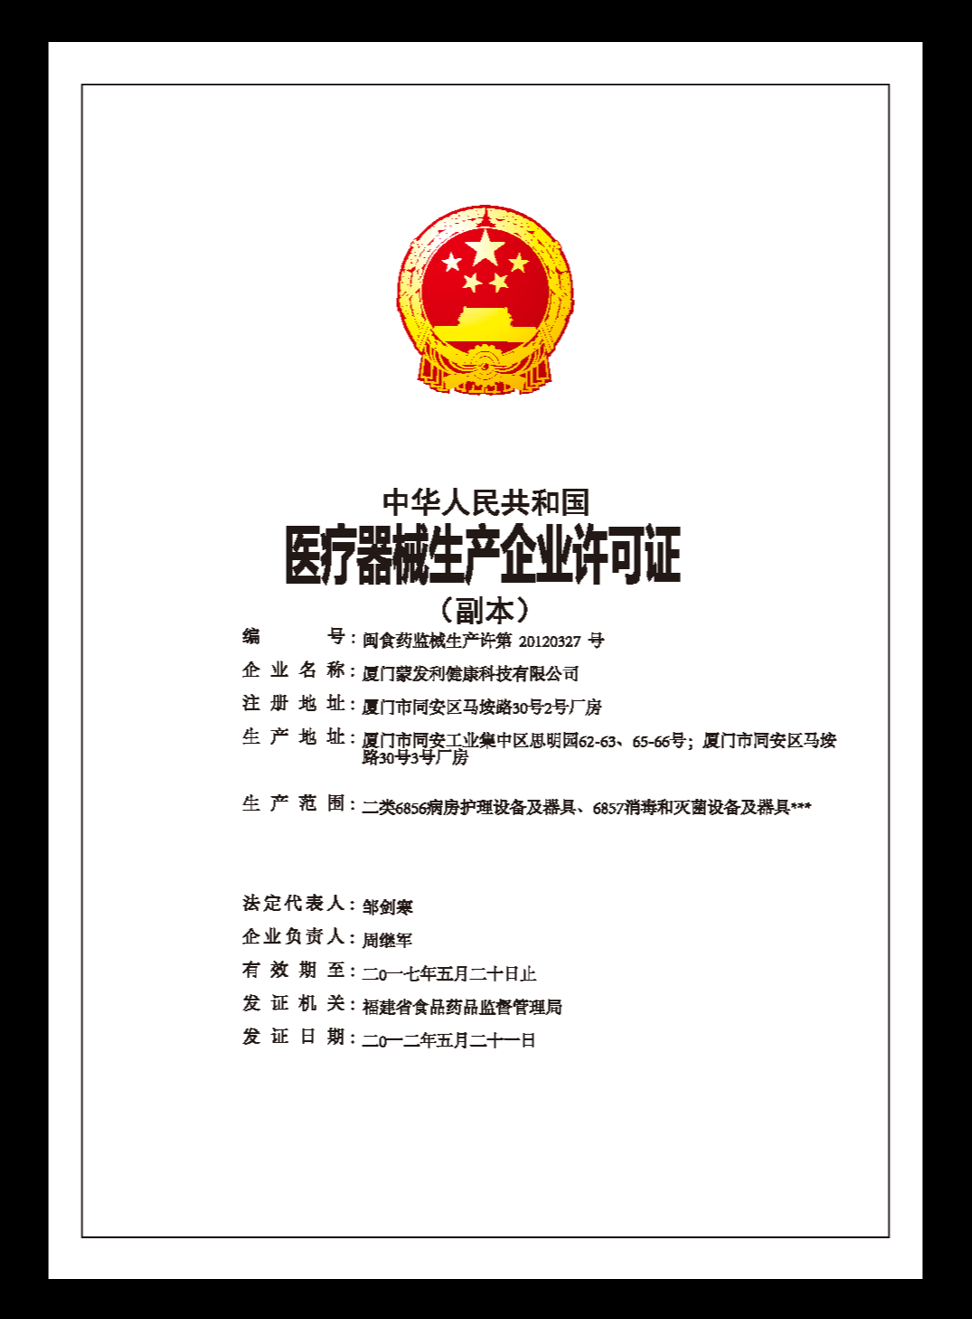 中华人民共和国
医疗器械生产企业许可证
（副本）
编号：闽食药监械生产许第 20120327 号
企业名称：厦门蒙发利健康科技有限公司
注册地址：厦门市同安区马垵路30号2号厂房
生产地址：厦门市同安工业集中区思明园62-63、65-66号；厦门市同安区马垵
路30号3号厂房
生产范围：二类6856病房护理设备及器具、6857消毒和灭菌设备及器具***
法定代表人：邹剑寒
企业负责人：周继军
有效期至：二0一七年五月二十日止
发证机关：福建省食品药品监督管理局
发证日期：二0一二年五月二十一日